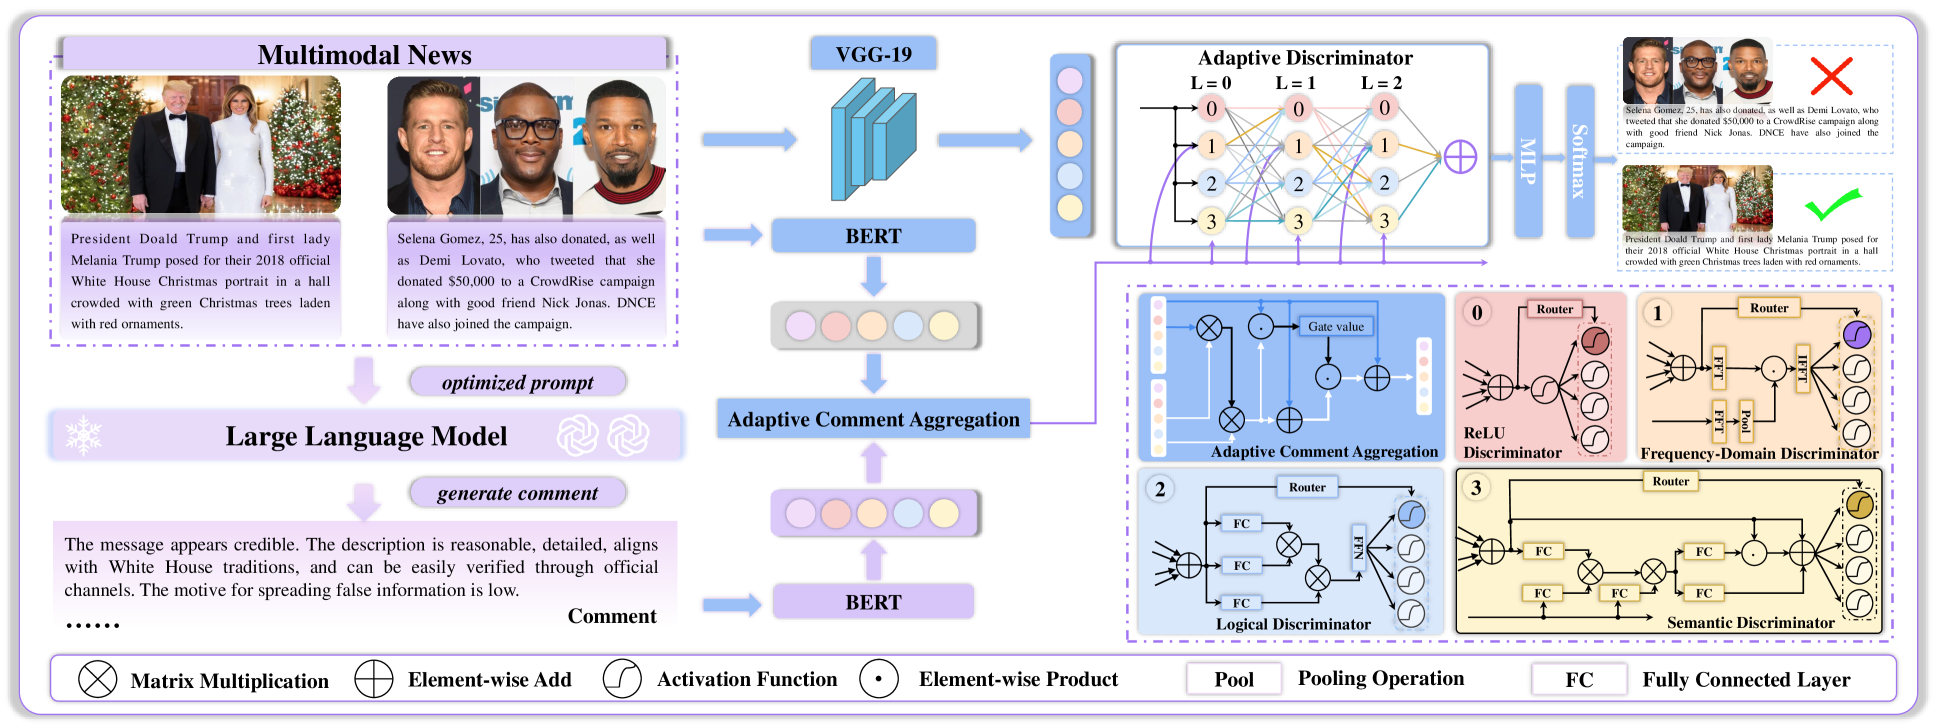 Multimodal News
President Doald Trump and first lady
Melania Trump posed for their 2018 official
White House Christmas portrait in a hall
crowded with green Christmas trees laden
with red ornaments.
Selena Gomez, 25, has also donated, as well
as Demi Lovato, who tweeted that she
donated $50,000 to a CrowdRise campaign
along with good friend Nick Jonas. DNCE
have also joined the campaign.
optimized prompt
Large Language Model
generate comment
The message appears credible. The description is reasonable, detailed, aligns
with White House traditions, and can be easily verified through official
channels. The motive for spreading false information is low.
......
Comment
VGG-19
BERT
Adaptive Comment Aggregation
BERT
Adaptive Discriminator
L = 0 L = 1 L = 2
0 0 0
1 1 1
2 2 2
3 3 3
MLP
Softmax
Selena Gomez, 25, has also donated, as well as Demi Lovato, who
tweeted that she donated $50,000 to a CrowdRise campaign along
with good friend Nick Jonas. DNCE have also joined the
campaign.
President Doald Trump and first lady Melania Trump posed for
their 2018 official White House Christmas portrait in a hall
crowded with green Christmas trees laden with red ornaments.
Gate value
Adaptive Comment Aggregation
0
Router
ReLU
Discriminator
1
Router
FFT
IFFT
FFT
Pool
Frequency-Domain Discriminator
2
Router
FC
FC
FC
FFN
Logical Discriminator
3
Router
FC
FC
FC
FC
FC
Semantic Discriminator
Matrix Multiplication
Element-wise Add
Activation Function
Element-wise Product
Pool
Pooling Operation
FC
Fully Connected Layer